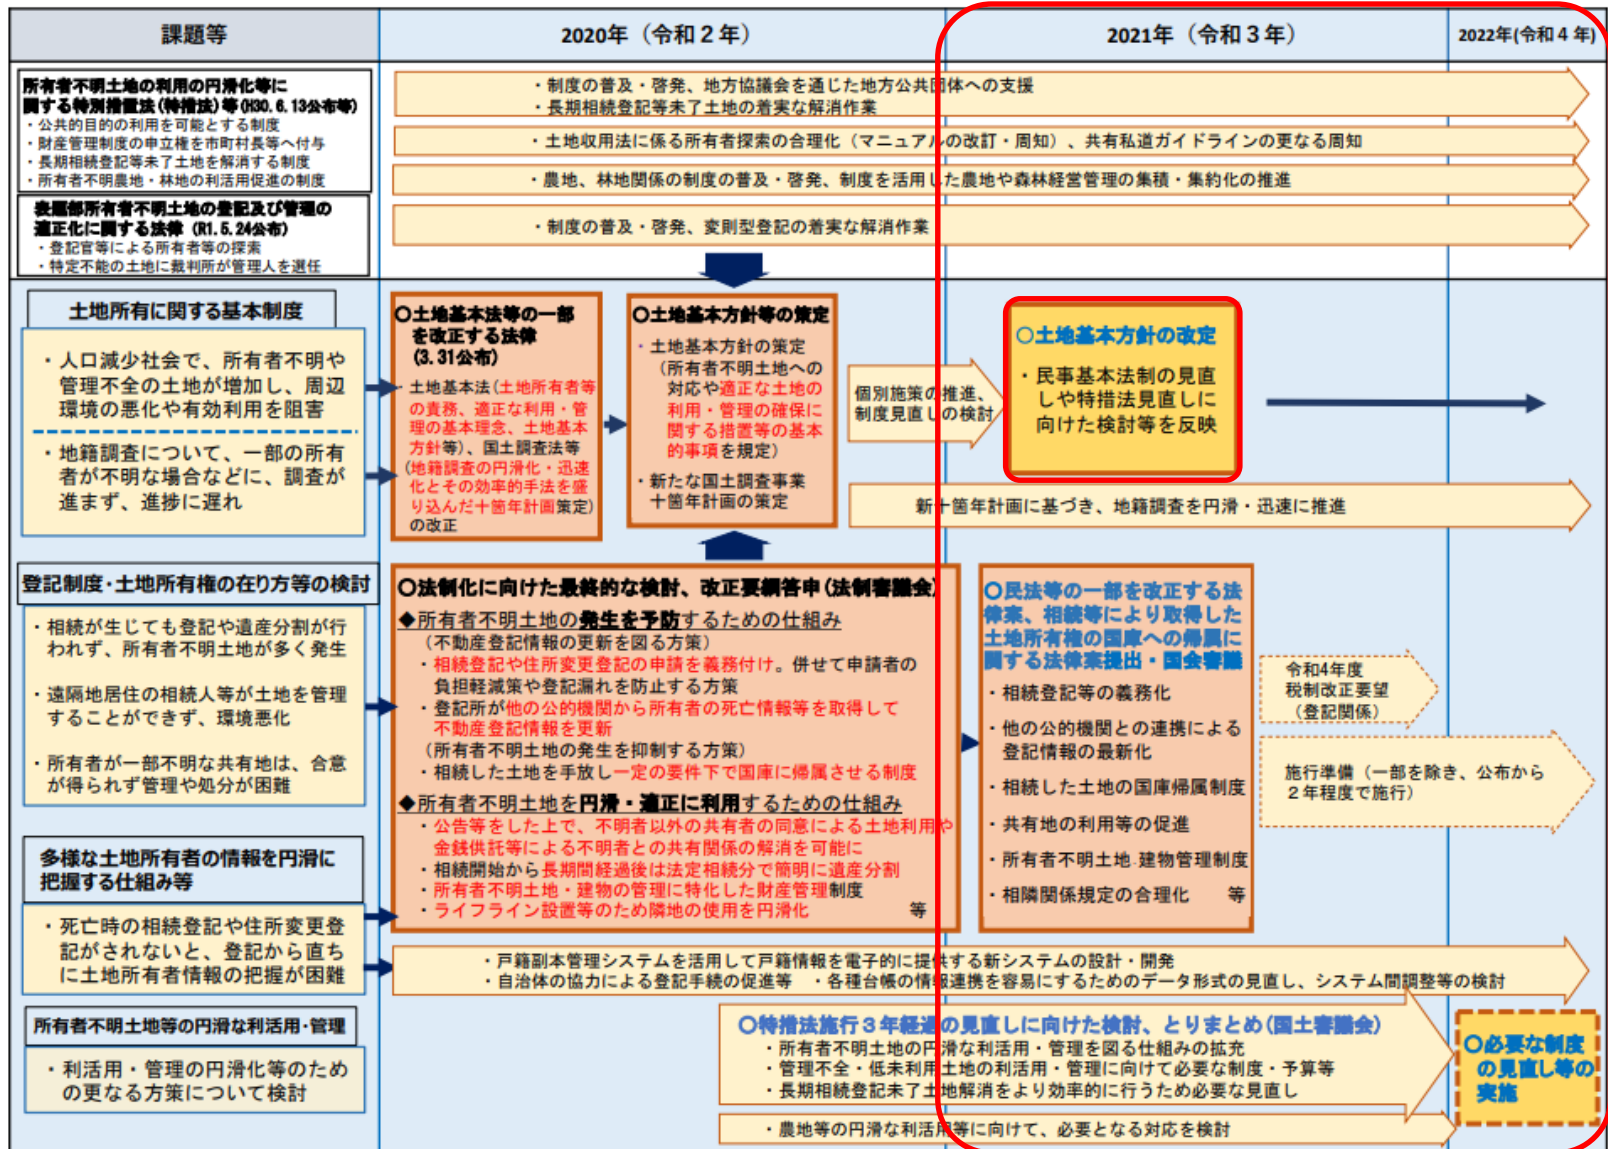 課題等
2020年（令和２年）
2021年（令和３年）
2022年(令和４年)
所有者不明土地の利用の円滑化等に
関する特別措置法(特措法)等(H30.6.13公布等)
・公共的目的の利用を可能とする制度
・財産管理制度の申立権を市町村長等へ付与
・長期相続登記等未了土地を解消する制度
・所有者不明農地・林地の利活用促進の制度
表題部所有者不明土地の登記及び管理の
適正化に関する法律（R1.5.24公布）
・登記官等による所有者等の探索
・特定不能の土地に裁判所が管理人を選任
・制度の普及・啓発、地方協議会を通じた地方公共団体への支援
・長期相続登記等未了土地の着実な解消作業
・土地収用法に係る所有者探索の合理化（マニュアルの改訂・周知）、共有私道ガイドラインの更なる周知
・農地、林地関係の制度の普及・啓発、制度を活用した農地や森林経営管理の集積・集約化の推進
・制度の普及・啓発、変則型登記の着実な解消作業
土地所有に関する基本制度
・人口減少社会で、所有者不明や
管理不全の土地が増加し、周辺
環境の悪化や有効利用を阻害
・地籍調査について、一部の所有
者が不明な場合などに、調査が
進まず、進捗に遅れ
〇土地基本法等の一部
を改正する法律
(3.31公布)
・土地基本法(土地所有者等
の責務、適正な利用・管
理の基本理念、土地基本
方針等)、国土調査法等
(地籍調査の円滑化・迅速
化とその効率的手法を盛
り込んだ十箇年計画策定)
の改正
〇土地基本方針等の策定
・土地基本方針の策定
（所有者不明土地への
対応や適正な土地の
利用・管理の確保に
関する措置等の基本
的事項を規定）
・新たな国土調査事業
十箇年計画の策定
個別施策の推進、
制度見直しの検討
〇土地基本方針の改定
・民事基本法制の見直
しや特措法見直しに
向けた検討等を反映
新十箇年計画に基づき、地籍調査を円滑・迅速に推進
登記制度･土地所有権の在り方等の検討
・相続が生じても登記や遺産分割が行
われず、所有者不明土地が多く発生
・遠隔地居住の相続人等が土地を管理
することができず、環境悪化
・所有者が一部不明な共有地は、合意
が得られず管理や処分が困難
〇法制化に向けた最終的な検討、改正要綱答申(法制審議会)
◆所有者不明土地の発生を予防するための仕組み
（不動産登記情報の更新を図る方策）
・相続登記や住所変更登記の申請を義務付け。併せて申請者の
負担軽減策や登記漏れを防止する方策
・登記所が他の公的機関から所有者の死亡情報等を取得して
不動産登記情報を更新
（所有者不明土地の発生を抑制する方策）
・相続した土地を手放し一定の要件下で国庫に帰属させる制度
◆所有者不明土地を円滑・適正に利用するための仕組み
・公告等をした上で、不明者以外の共有者の同意による土地利用や
金銭供託等による不明者との共有関係の解消を可能に
・相続開始から長期間経過後は法定相続分で簡明に遺産分割
・所有者不明土地・建物の管理に特化した財産管理制度
・ライフライン設置等のため隣地の使用を円滑化　等
〇民法等の一部を改正する法
律案、相続等により取得した
土地所有権の国庫への帰属に
関する法律案提出・国会審議
・相続登記等の義務化
・他の公的機関との連携による
登記情報の最新化
・相続した土地の国庫帰属制度
・共有地の利用等の促進
・所有者不明土地･建物管理制度
・相隣関係規定の合理化　等
令和4年度
税制改正要望
（登記関係）
施行準備（一部を除き、公布から
２年程度で施行）
多様な土地所有者の情報を円滑に
把握する仕組み等
・死亡時の相続登記や住所変更登
記がされないと、登記から直ち
に土地所有者情報の把握が困難
・戸籍副本管理システムを活用して戸籍情報を電子的に提供する新システムの設計・開発
・自治体の協力による登記手続の促進等　・各種台帳の情報連携を容易にするためのデータ形式の見直し、システム間調整等の検討
所有者不明土地等の円滑な利活用･管理
・利活用・管理の円滑化等のため
の更なる方策について検討
〇特措法施行３年経過の見直しに向けた検討、とりまとめ(国土審議会)
・所有者不明土地の円滑な利活用・管理を図る仕組みの拡充
・管理不全・低未利用土地の利活用・管理に向けて必要な制度・予算等
・長期相続登記未了土地解消をより効率的に行うため必要な見直し
・農地等の円滑な利活用等に向けて、必要となる対応を検討
〇必要な制度
の見直し等の
実施